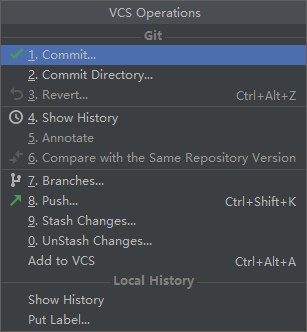 VCS Operations
Git
1. Commit...
2. Commit Directory...
3. Revert... Ctrl+Alt+Z
4. Show History
5. Annotate
6. Compare with the Same Repository Version
7. Branches...
8. Push... Ctrl+Shift+K
9. Stash Changes...
0. UnStash Changes...
Add to VCS Ctrl+Alt+A
Local History
Show History
Put Label...